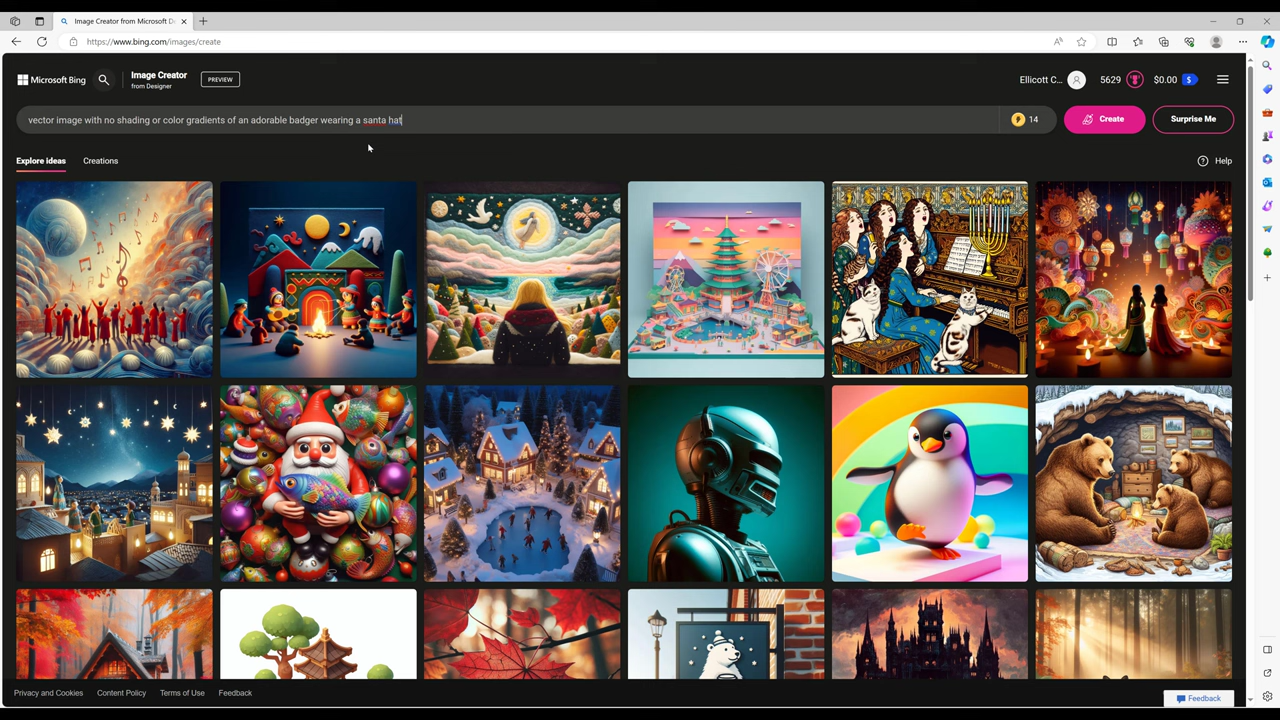 Image Creator from Microsoft De
https://www.bing.com/images/create
Microsoft Bing
Image Creator
from Designer
PREVIEW
Ellicott C...
5629
$0.00
$
vector image with no shading or color gradients of an adorable badger wearing a santa hat
14
Create
Surprise Me
Explore ideas
Creations
Help
Privacy and Cookies
Content Policy
Terms of Use
Feedback
Feedback